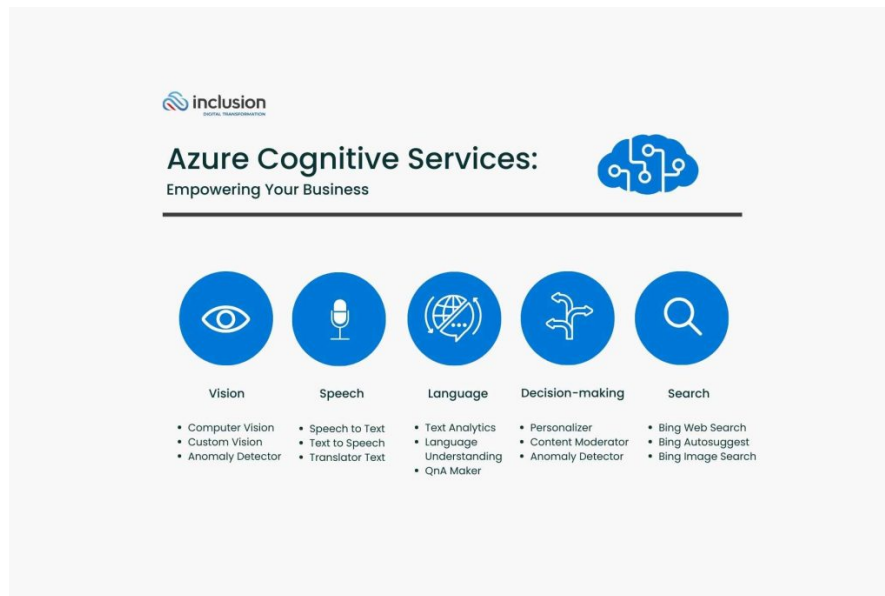 inclusion
DIGITAL TRANSFORMATION
Azure Cognitive Services:
Empowering Your Business
Vision
• Computer Vision
• Custom Vision
• Anomaly Detector
Speech
• Speech to Text
• Text to Speech
• Translator Text
Language
• Text Analytics
• Language
Understanding
• QnA Maker
Decision-making
• Personalizer
• Content Moderator
• Anomaly Detector
Search
• Bing Web Search
• Bing Autosuggest
• Bing Image Search